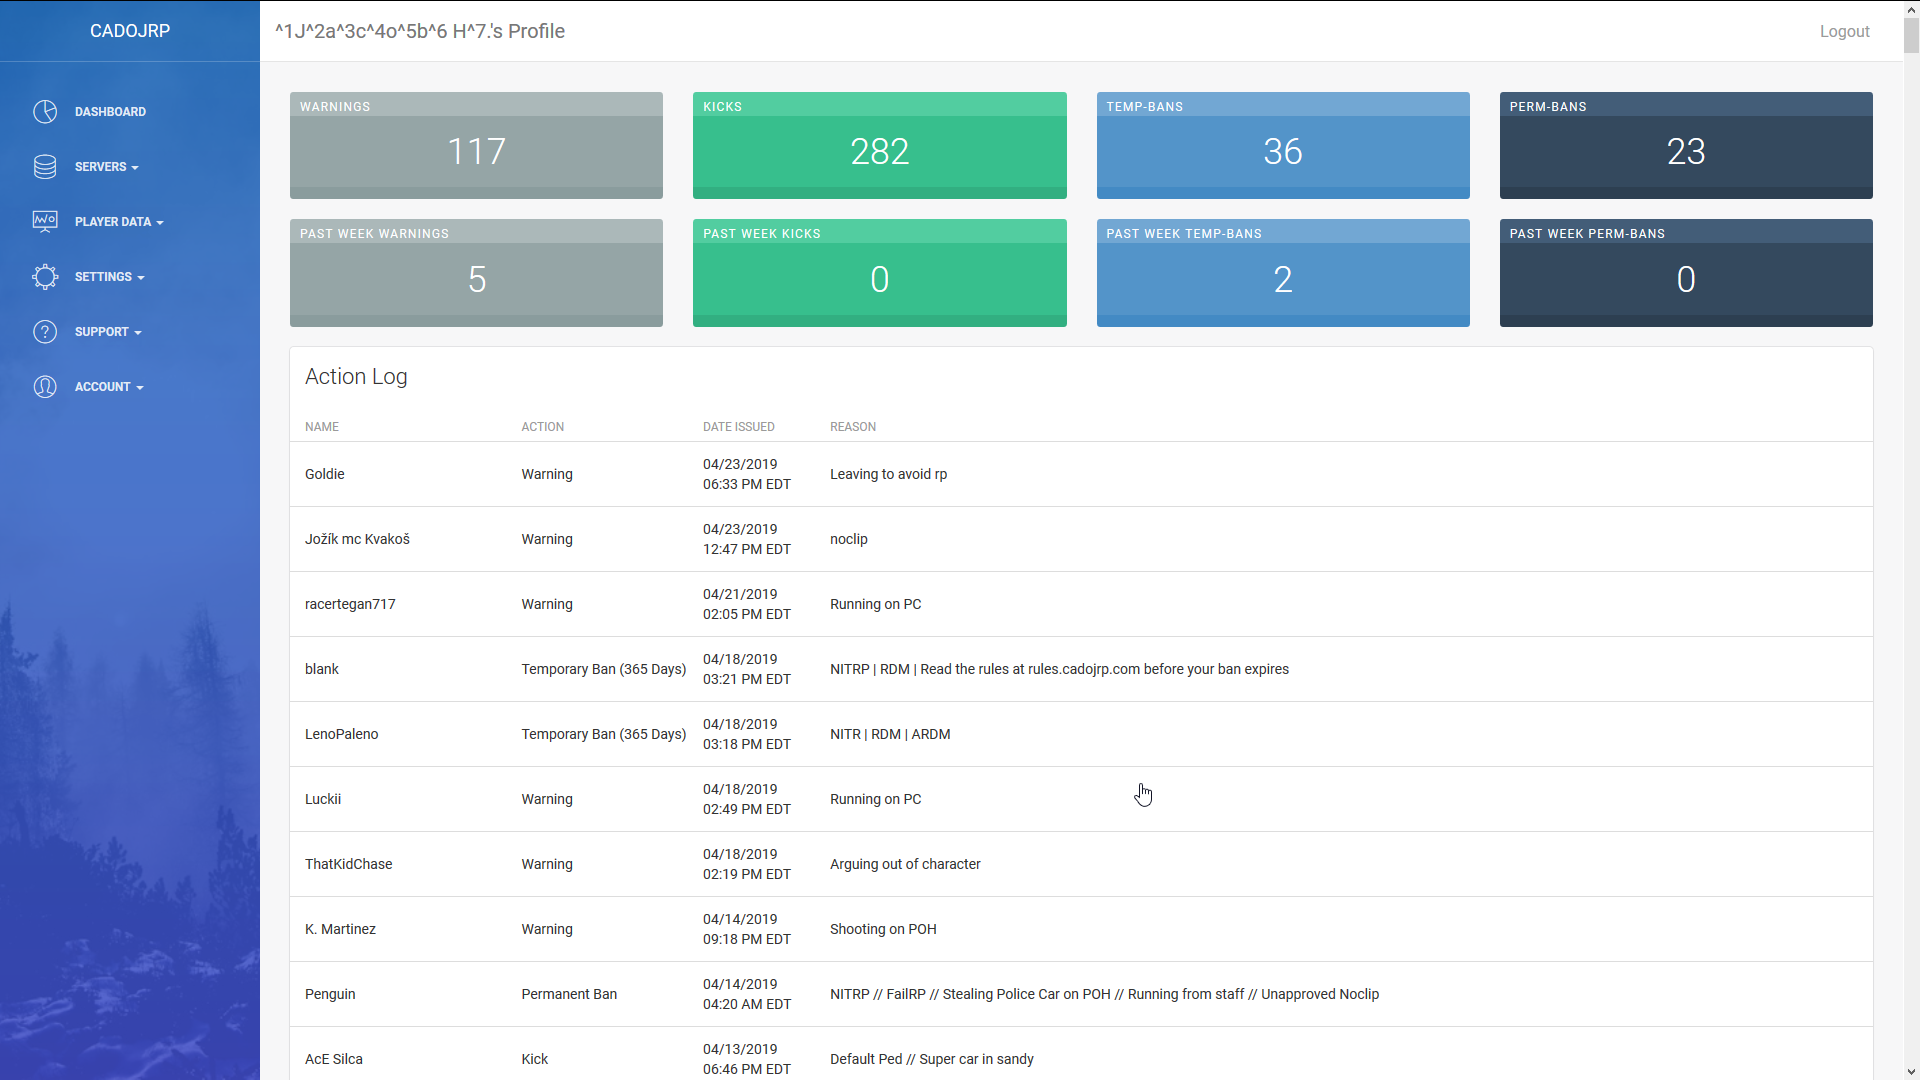 CADOJRP
^1J^2a^3c^4o^5b^6 H^7.'s Profile
Logout
DASHBOARD
SERVERS
PLAYER DATA
SETTINGS
SUPPORT
ACCOUNT
WARNINGS
117
KICKS
282
TEMP-BANS
36
PERM-BANS
23
PAST WEEK WARNINGS
5
PAST WEEK KICKS
0
PAST WEEK TEMP-BANS
2
PAST WEEK PERM-BANS
0
Action Log
NAME ACTION DATE ISSUED REASON
Goldie Warning 04/23/2019 06:33 PM EDT Leaving to avoid rp
Jožík mc Kvakoš Warning 04/23/2019 12:47 PM EDT noclip
racertegan717 Warning 04/21/2019 02:05 PM EDT Running on PC
blank Temporary Ban (365 Days) 04/18/2019 03:21 PM EDT NITRP | RDM | Read the rules at rules.cadojrp.com before your ban expires
LenoPaleno Temporary Ban (365 Days) 04/18/2019 03:18 PM EDT NITR | RDM | ARDM
Luckii Warning 04/18/2019 02:49 PM EDT Running on PC
ThatKidChase Warning 04/18/2019 02:19 PM EDT Arguing out of character
K. Martinez Warning 04/14/2019 09:18 PM EDT Shooting on POH
Penguin Permanent Ban 04/14/2019 04:20 AM EDT NITRP // FailRP // Stealing Police Car on POH // Running from staff // Unapproved Noclip
AcE Silca Kick 04/13/2019 06:46 PM EDT Default Ped // Super car in sandy